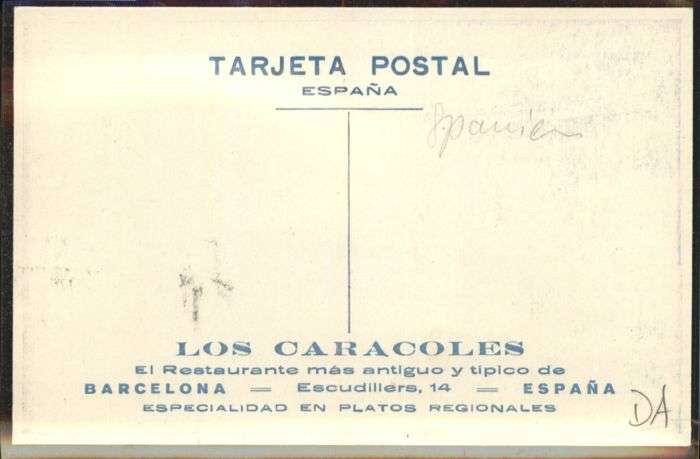 TARJETA POSTAL
ESPAÑA
Spanien
LOS CARACOLES
El Restaurante más antiguo y típico de
BARCELONA = Escudillers, 14 = ESPAÑA
ESPECIALIDAD EN PLATOS REGIONALES
DA